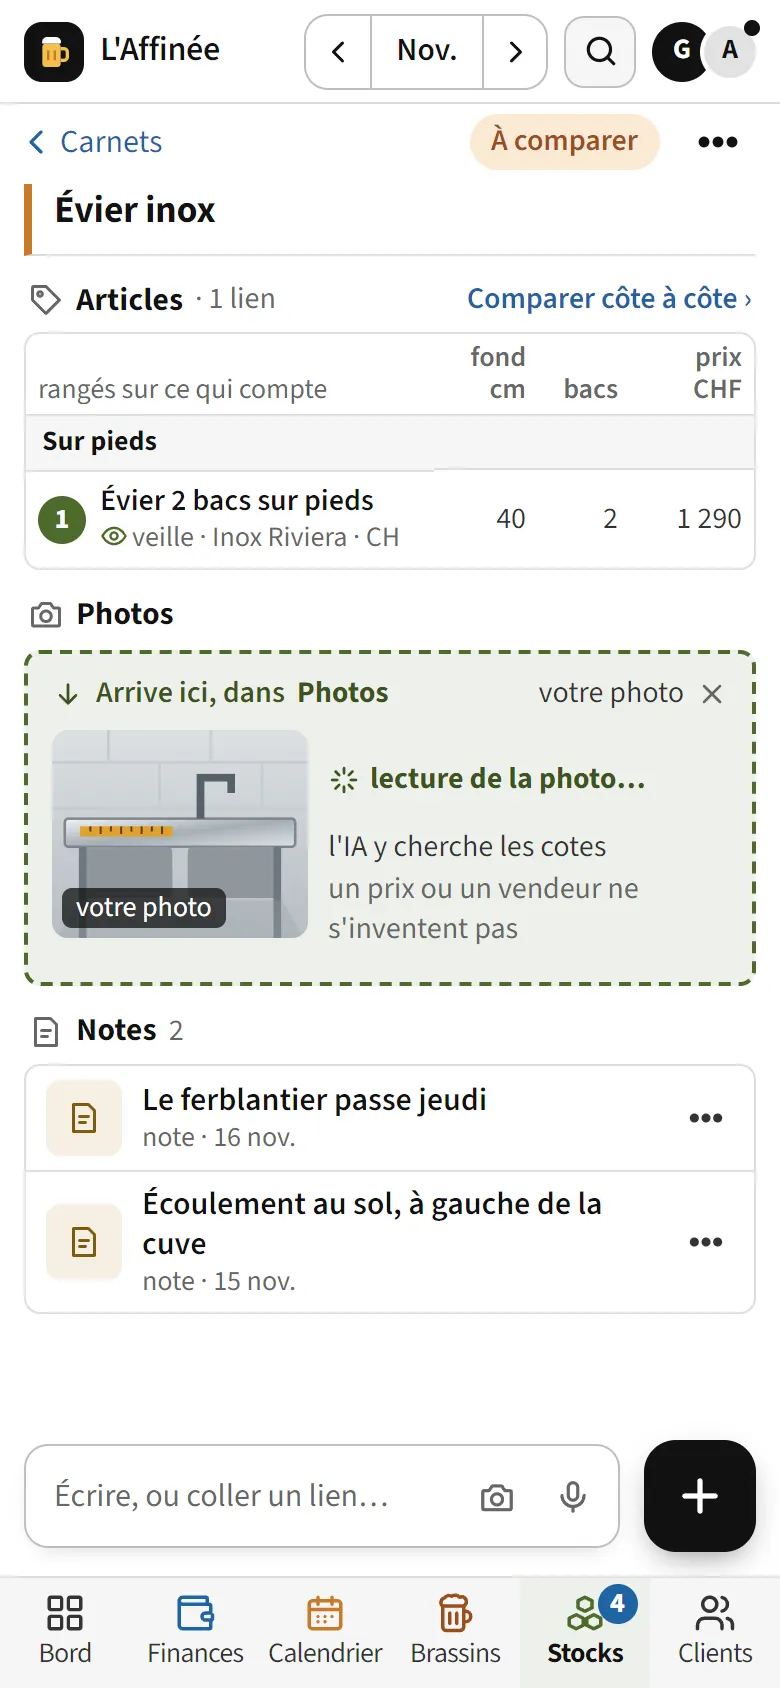 L'Affinée
Nov.
G
A
Carnets
À comparer
Évier inox
Articles · 1 lien
Comparer côte à côte ›
rangés sur ce qui compte
fond cm
bacs
prix CHF
Sur pieds
1
Évier 2 bacs sur pieds
veille · Inox Riviera · CH
40
2
1 290
Photos
Arrive ici, dans Photos
votre photo
votre photo
lecture de la photo…
l'IA y cherche les cotes
un prix ou un vendeur ne
s'inventent pas
Notes 2
Le ferblantier passe jeudi
note · 16 nov.
Écoulement au sol, à gauche de la
cuve
note · 15 nov.
Écrire, ou coller un lien…
Bord
Finances
Calendrier
Brassins
4
Stocks
Clients